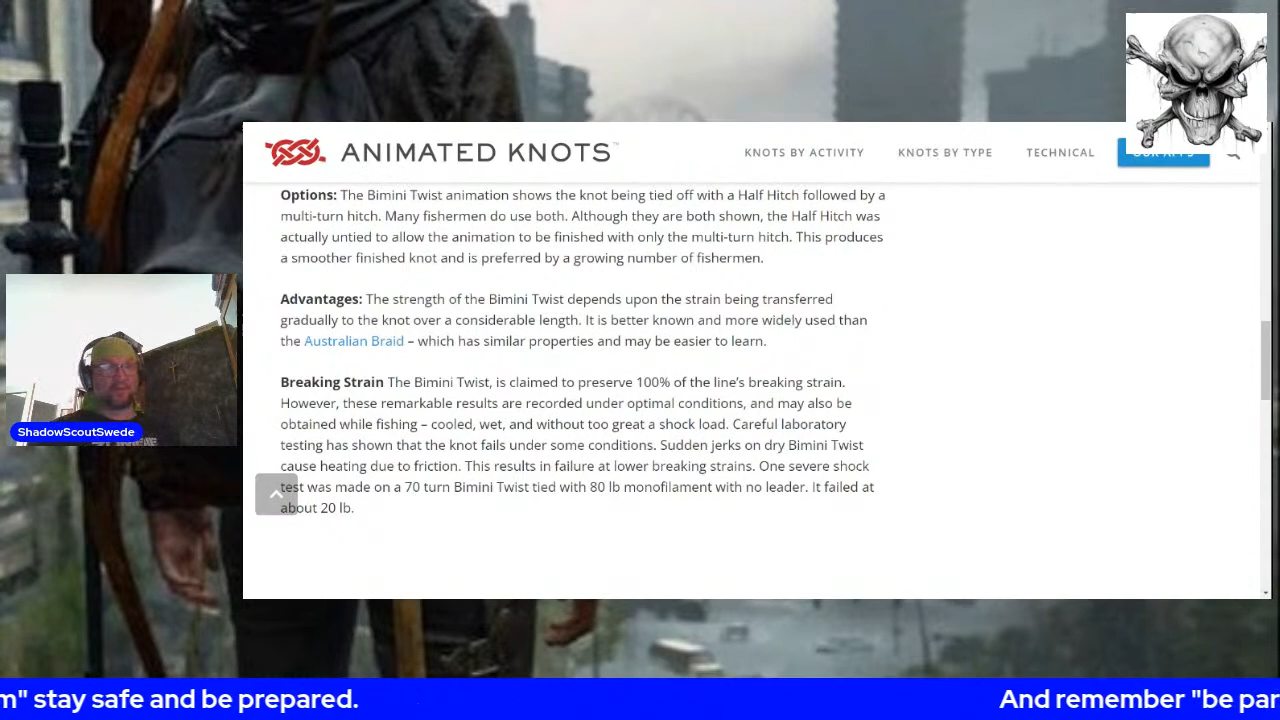 ANIMATED KNOTS™
KNOTS BY ACTIVITY
KNOTS BY TYPE
TECHNICAL
OUR APPS
Options: The Bimini Twist animation shows the knot being tied off with a Half Hitch followed by a
multi-turn hitch. Many fishermen do use both. Although they are both shown, the Half Hitch was
actually untied to allow the animation to be finished with only the multi-turn hitch. This produces
a smoother finished knot and is preferred by a growing number of fishermen.
Advantages: The strength of the Bimini Twist depends upon the strain being transferred
gradually to the knot over a considerable length. It is better known and more widely used than
the Australian Braid – which has similar properties and may be easier to learn.
Breaking Strain The Bimini Twist, is claimed to preserve 100% of the line's breaking strain.
However, these remarkable results are recorded under optimal conditions, and may also be
obtained while fishing – cooled, wet, and without too great a shock load. Careful laboratory
testing has shown that the knot fails under some conditions. Sudden jerks on dry Bimini Twist
cause heating due to friction. This results in failure at lower breaking strains. One severe shock
test was made on a 70 turn Bimini Twist tied with 80 lb monofilament with no leader. It failed at
about 20 lb.
ShadowScoutSwede
m" stay safe and be prepared.
And remember "be par